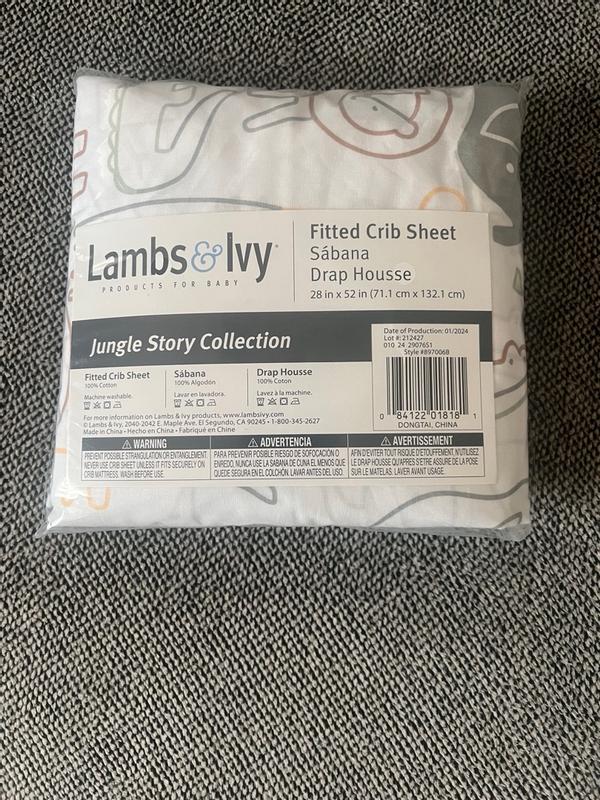 Lambs & Ivy®
PRODUCTS FOR BABY
Fitted Crib Sheet
Sábana
Drap Housse
28 in x 52 in (71.1 cm x 132.1 cm)
Jungle Story Collection
Date of Production: 01/2024
Lot #: 212427
010 24 2907651
Style #897006B
0 84122 01818 1
DONGTAI, CHINA
Fitted Crib Sheet
100% Cotton
Machine washable.
Sábana
100% Algodón
Lavar en lavadora.
Drap Housse
100% Coton
Lavez à la machine.
For more information on Lambs & Ivy products, www.lambsivy.com
© Lambs & Ivy, 2040-2042 E. Maple Ave. El Segundo, CA 90245 • 1-800-345-2627
Made in China • Hecho en China • Fabriqué en Chine
WARNING
PREVENT POSSIBLE STRANGULATION OR ENTANGLEMENT.
NEVER USE CRIB SHEET UNLESS IT FITS SECURELY ON
CRIB MATTRESS. WASH BEFORE USE.
ADVERTENCIA
PARA PREVENIR POSIBLE RIESGO DE SOFOCACIÓN O
ENREDO, NUNCA USE LA SABANA DE CUNA EL MENOS QUE
QUEDE SEGURA EN EL COLCHÓN. LAVAR ANTES DEL USO.
AVERTISSEMENT
AFIN D'EVITER TOUT RISQUE D'ETOUFFEMENT, N'UTILISEZ
LE DRAP HOUSSE QU'APRES S'ETRE ASSURE DE LA POSE
SUR LE MATELAS. LAVER AVANT USAGE.